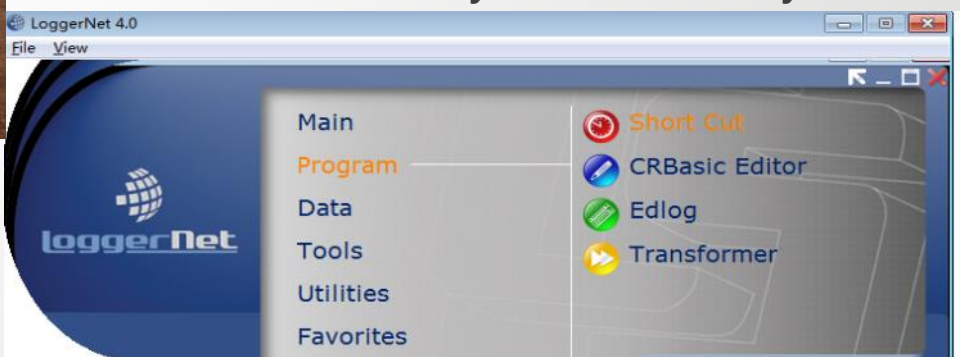 LoggerNet 4.0
File View
LoggerNet
Main
Program
Data
Tools
Utilities
Favorites
Short Cut
CRBasic Editor
Edlog
Transformer